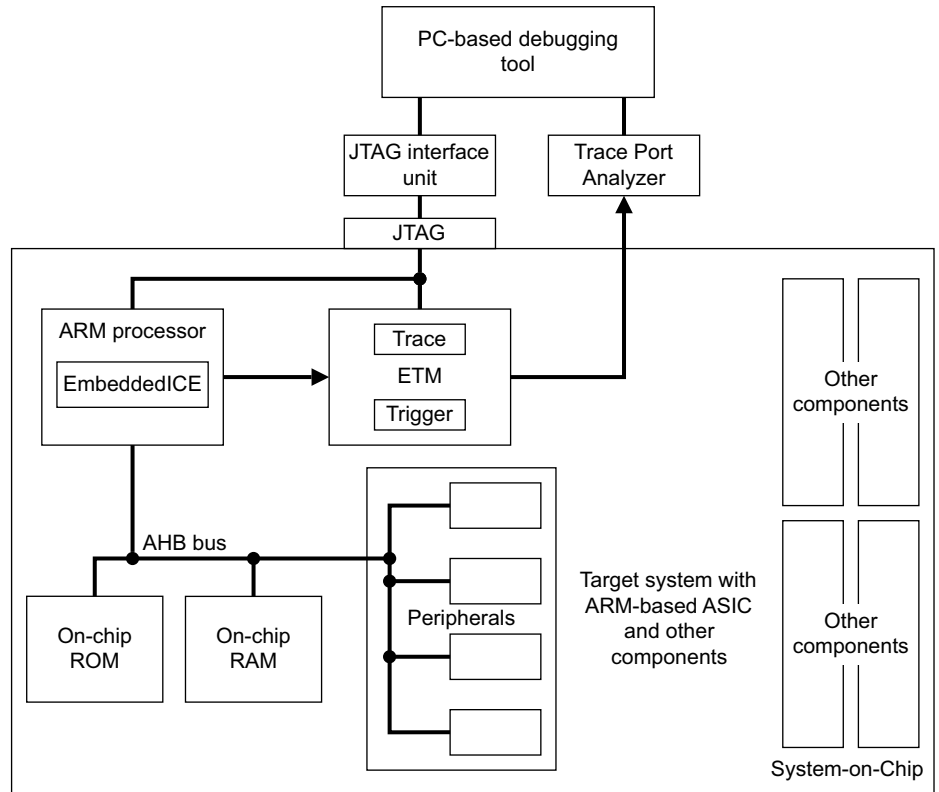 PC-based debugging
tool
JTAG interface
unit
Trace Port
Analyzer
JTAG
ARM processor
EmbeddedICE
Trace
ETM
Trigger
Other
components
AHB bus
On-chip
ROM
On-chip
RAM
Peripherals
Target system with
ARM-based ASIC
and other
components
Other
components
System-on-Chip